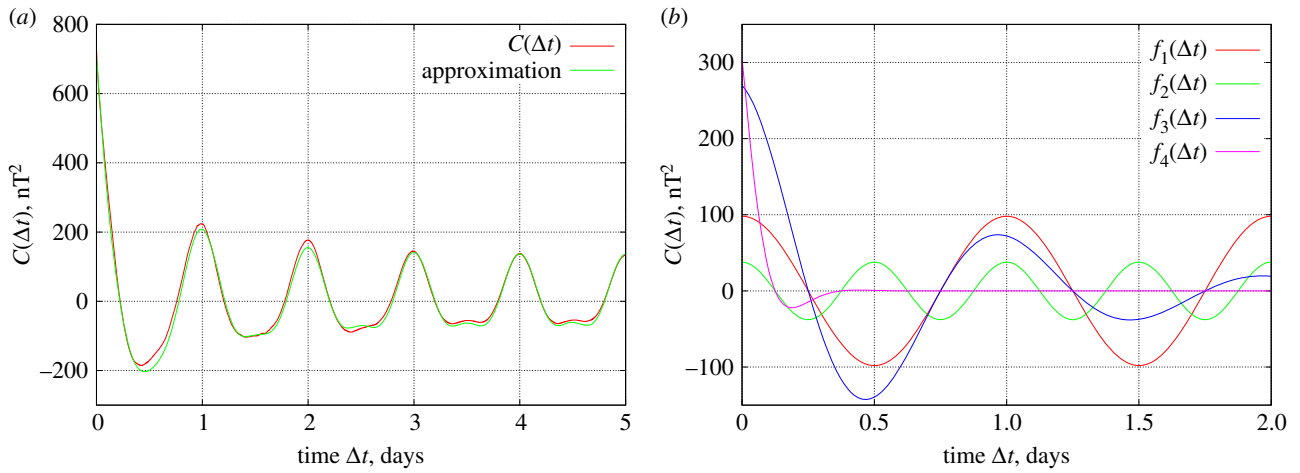 (a)
800
600
400
200
0
−200
C(Δt), nT²
C(Δt)
approximation
0 1 2 3 4 5
time Δt, days
(b)
300
200
100
0
−100
C(Δt), nT²
f₁(Δt)
f₂(Δt)
f₃(Δt)
f₄(Δt)
0 0.5 1.0 1.5 2.0
time Δt, days